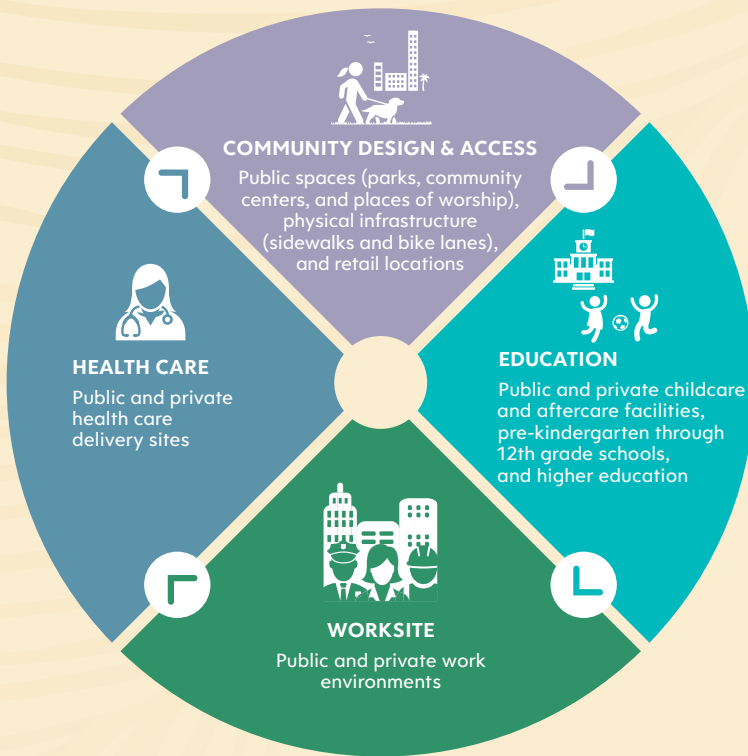 COMMUNITY DESIGN & ACCESS
Public spaces (parks, community
centers, and places of worship),
physical infrastructure
(sidewalks and bike lanes),
and retail locations
HEALTH CARE
Public and private
health care
delivery sites
EDUCATION
Public and private childcare
and aftercare facilities,
pre-kindergarten through
12th grade schools,
and higher education
WORKSITE
Public and private work
environments